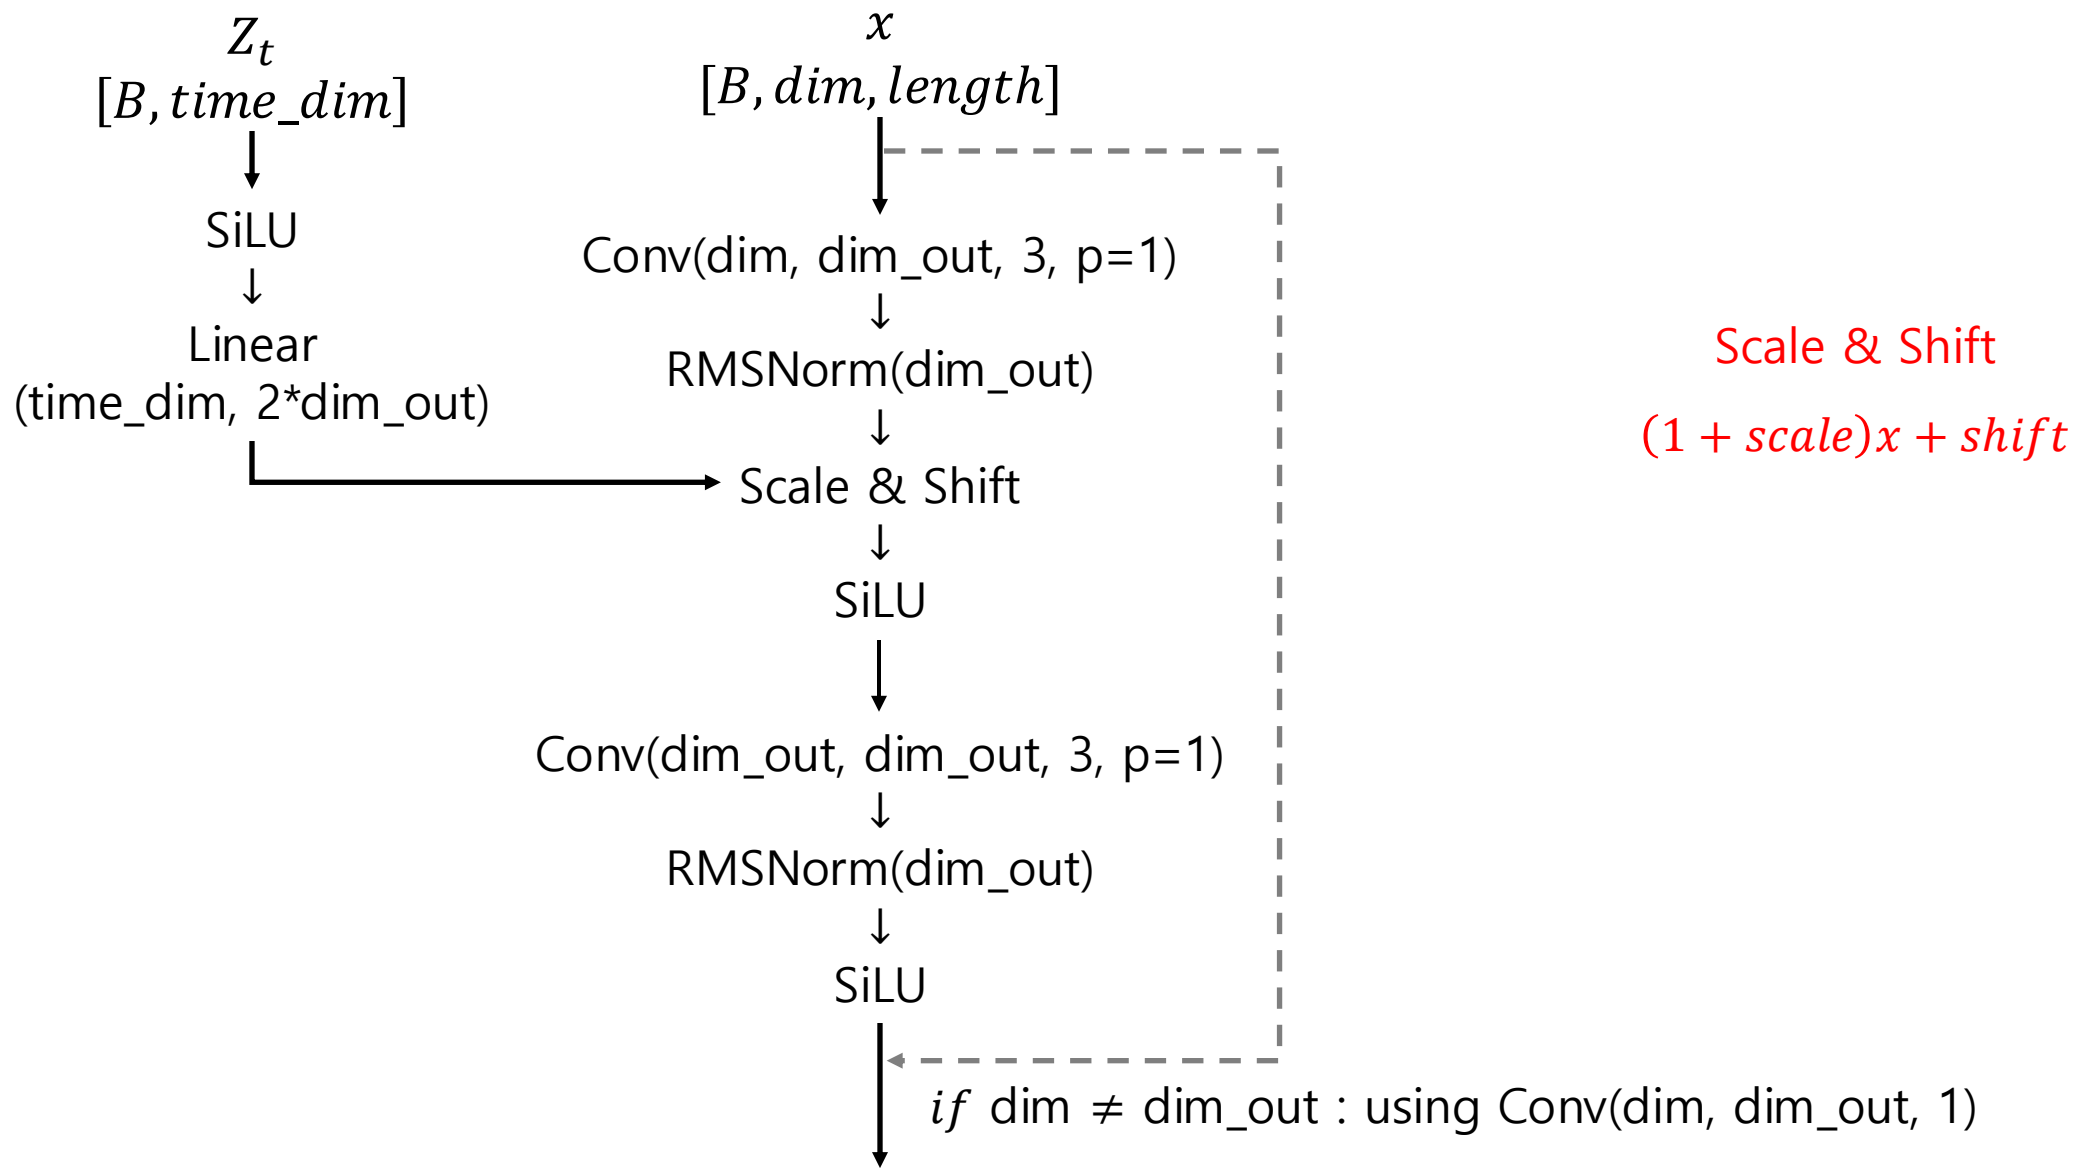 Z_t
[B, time_dim]
SiLU
↓
Linear
(time_dim, 2*dim_out)
x
[B, dim, length]
Conv(dim, dim_out, 3, p=1)
↓
RMSNorm(dim_out)
↓
Scale & Shift
↓
SiLU
Conv(dim_out, dim_out, 3, p=1)
↓
RMSNorm(dim_out)
↓
SiLU
if dim ≠ dim_out : using Conv(dim, dim_out, 1)
Scale & Shift
(1 + scale)x + shift